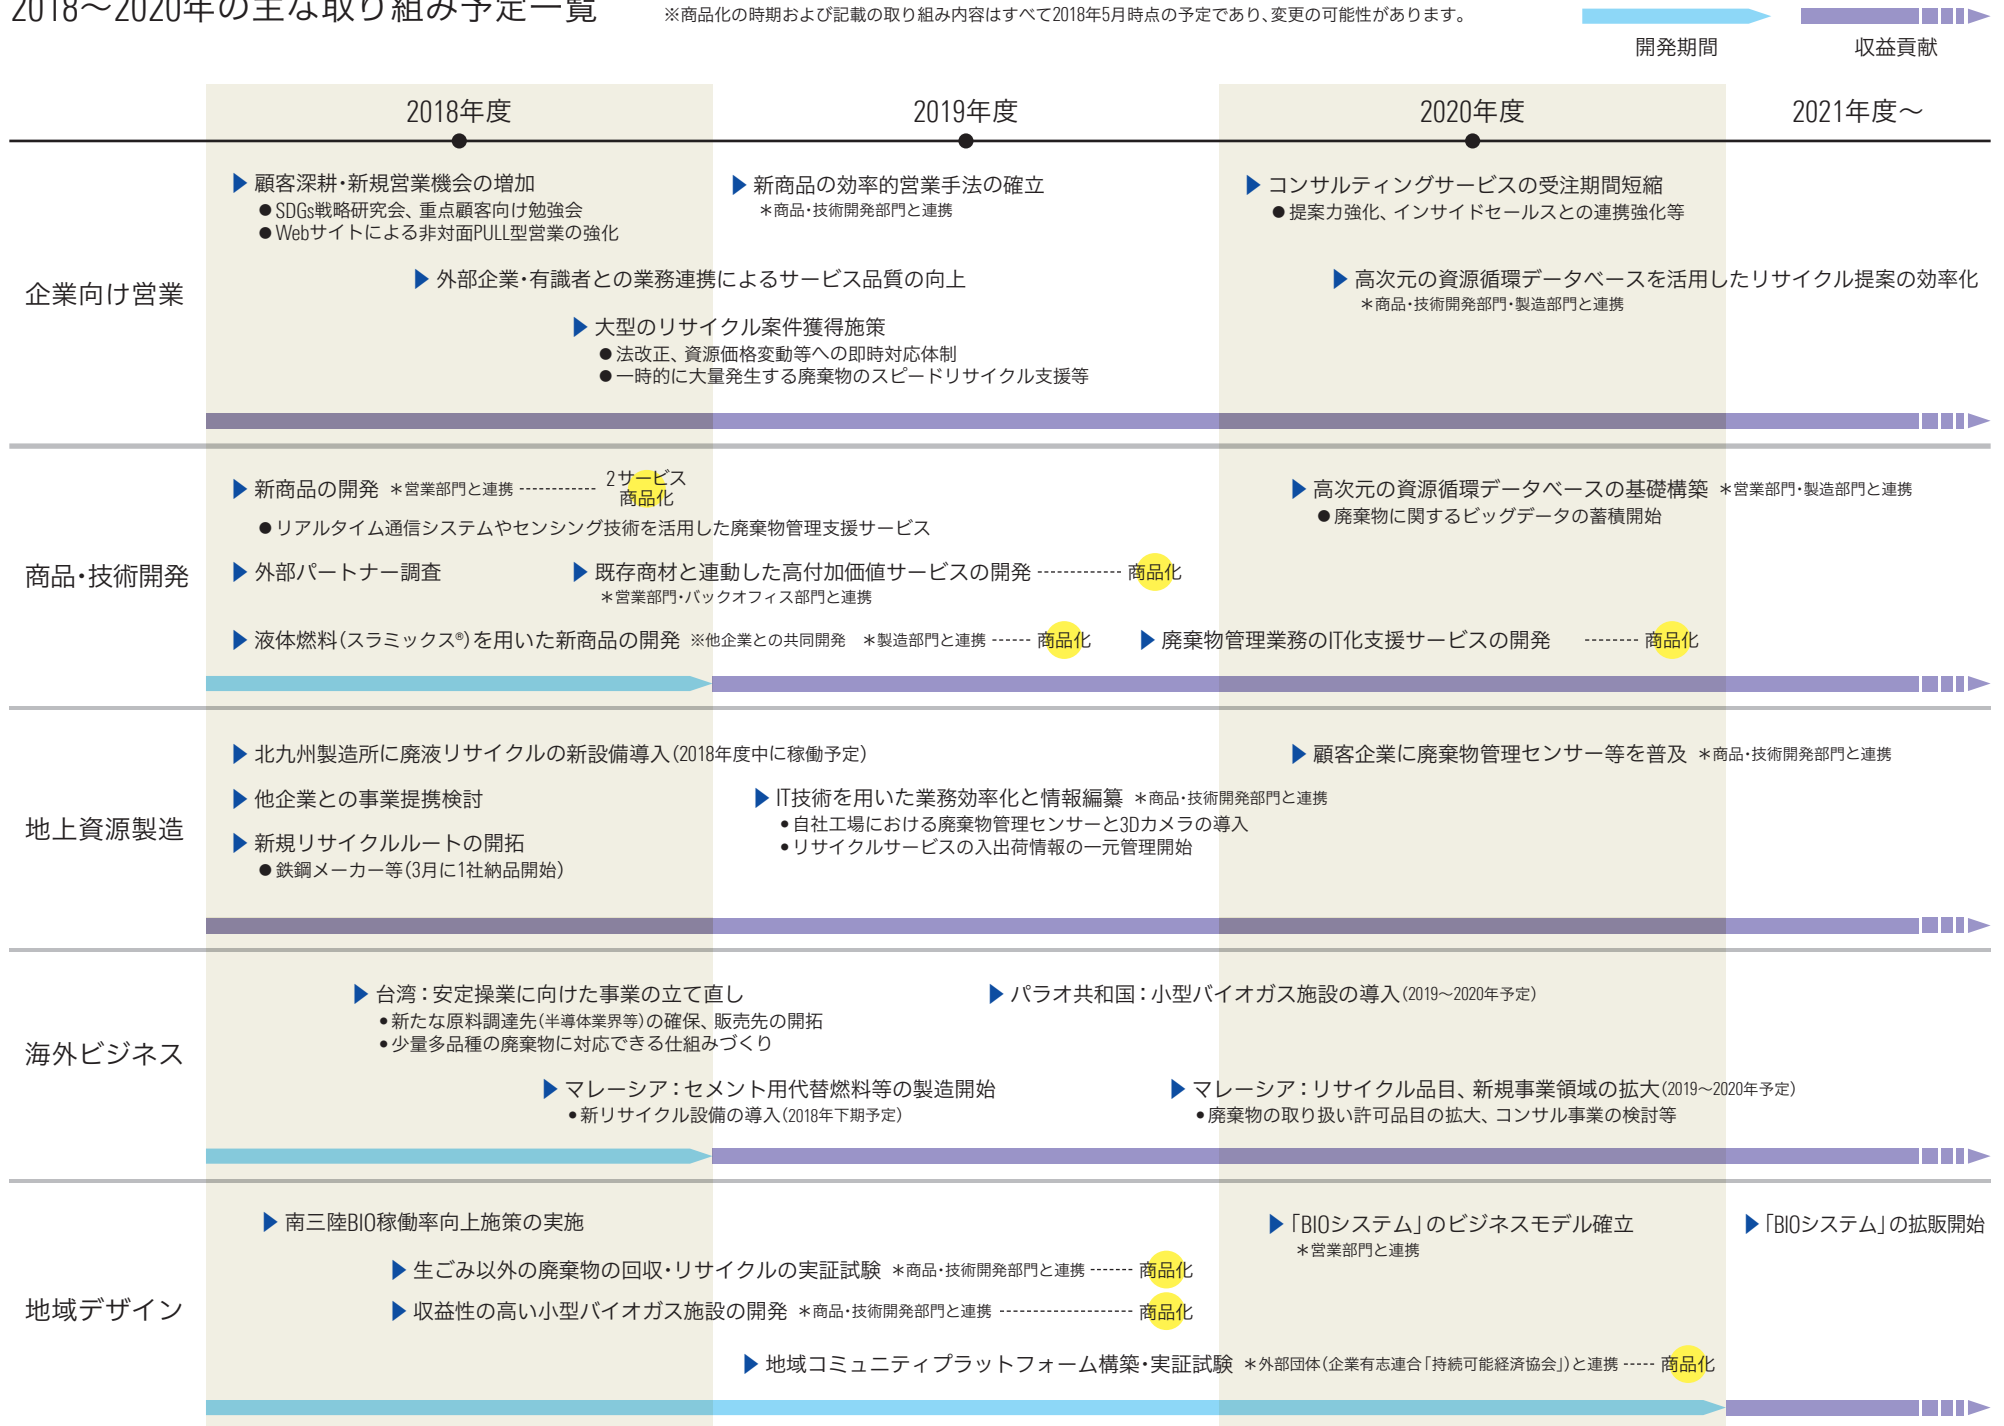 2018～2020年の主な取り組み予定一覧
※商品化の時期および記載の取り組み内容はすべて2018年5月時点の予定であり、変更の可能性があります。
開発期間
収益貢献
2018年度
2019年度
2020年度
2021年度～
企業向け営業
顧客深耕・新規営業機会の増加
●SDGs戦略研究会、重点顧客向け勉強会
●Webサイトによる非対面PULL型営業の強化
新商品の効率的営業手法の確立
＊商品・技術開発部門と連携
コンサルティングサービスの受注期間短縮
●提案力強化、インサイドセールスとの連携強化等
外部企業・有識者との業務連携によるサービス品質の向上
高次元の資源循環データベースを活用したリサイクル提案の効率化
＊商品・技術開発部門・製造部門と連携
大型のリサイクル案件獲得施策
●法改正、資源価格変動等への即時対応体制
●一時的に大量発生する廃棄物のスピードリサイクル支援等
商品・技術開発
新商品の開発 ＊営業部門と連携
2サービス
商品化
●リアルタイム通信システムやセンシング技術を活用した廃棄物管理支援サービス
高次元の資源循環データベースの基礎構築 ＊営業部門・製造部門と連携
●廃棄物に関するビッグデータの蓄積開始
外部パートナー調査
既存商材と連動した高付加価値サービスの開発 商品化
＊営業部門・バックオフィス部門と連携
液体燃料(スラミックス®)を用いた新商品の開発 ※他企業との共同開発 ＊製造部門と連携 商品化
廃棄物管理業務のIT化支援サービスの開発 商品化
地上資源製造
北九州製造所に廃液リサイクルの新設備導入(2018年度中に稼働予定)
顧客企業に廃棄物管理センサー等を普及 ＊商品・技術開発部門と連携
他企業との事業提携検討
IT技術を用いた業務効率化と情報編纂 ＊商品・技術開発部門と連携
●自社工場における廃棄物管理センサーと3Dカメラの導入
●リサイクルサービスの入出荷情報の一元管理開始
新規リサイクルルートの開拓
●鉄鋼メーカー等(3月に1社納品開始)
海外ビジネス
台湾：安定操業に向けた事業の立て直し
●新たな原料調達先(半導体業界等)の確保、販売先の開拓
●少量多品種の廃棄物に対応できる仕組みづくり
パラオ共和国：小型バイオガス施設の導入(2019～2020年予定)
マレーシア：セメント用代替燃料等の製造開始
●新リサイクル設備の導入(2018年下期予定)
マレーシア：リサイクル品目、新規事業領域の拡大(2019～2020年予定)
●廃棄物の取り扱い許可品目の拡大、コンサル事業の検討等
地域デザイン
南三陸BIO稼働率向上施策の実施
「BIOシステム」のビジネスモデル確立
＊営業部門と連携
「BIOシステム」の拡販開始
生ごみ以外の廃棄物の回収・リサイクルの実証試験 ＊商品・技術開発部門と連携 商品化
収益性の高い小型バイオガス施設の開発 ＊商品・技術開発部門と連携 商品化
地域コミュニティプラットフォーム構築・実証試験 ＊外部団体(企業有志連合「持続可能経済協会」)と連携 商品化